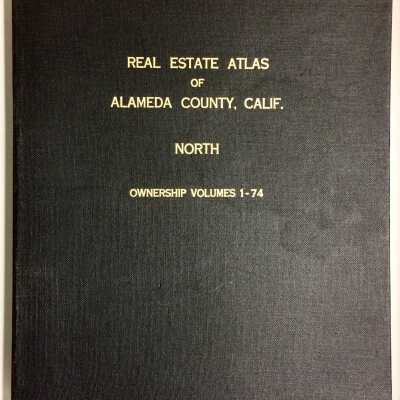 REAL ESTATE ATLAS
OF
ALAMEDA COUNTY, CALIF.
NORTH
OWNERSHIP VOLUMES 1-74